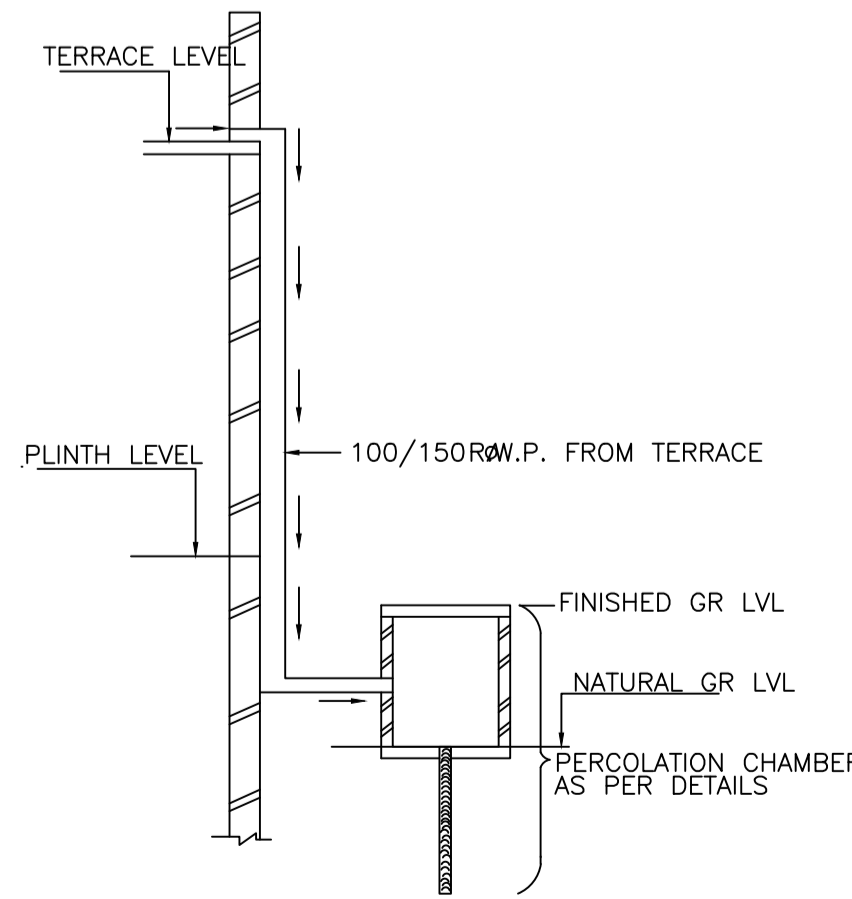 TERRACE LEVEL
PLINTH LEVEL
100/150RØW.P. FROM TERRACE
FINISHED GR LVL
NATURAL GR LVL
PERCOLATION CHAMBER
AS PER DETAILS